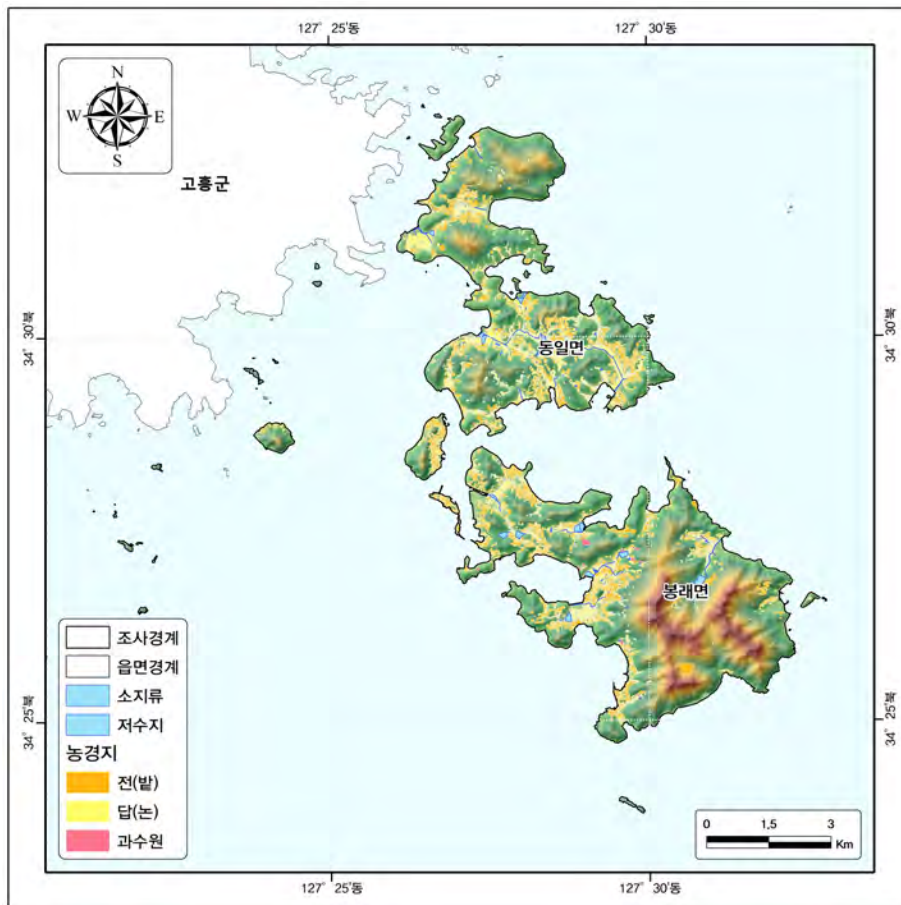 127° 25′동
127° 30′동
N
W
E
S
고흥군
34° 30′북
34° 30′북
동일면
봉래면
조사경계
읍면경계
소지류
저수지
농경지
전(밭)
답(논)
과수원
34° 25′북
34° 25′북
0
1.5
3
Km
127° 25′동
127° 30′동